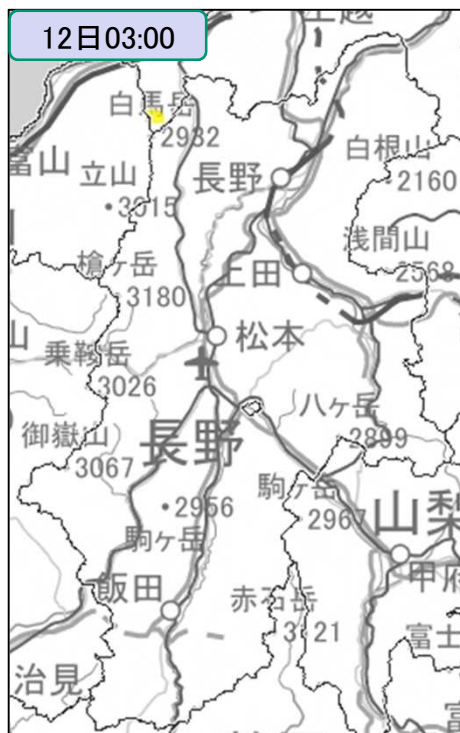 12日03:00
上越
白馬岳
2932
富山
立山
3015
長野
白根山
2160
浅間山
2568
槍ヶ岳
3180
上田
松本
乗鞍岳
3026
八ヶ岳
2899
御嶽山
3067
長野
駒ヶ岳
2967
山梨
2956
駒ヶ岳
甲府
飯田
赤石岳
3121
富士
治見